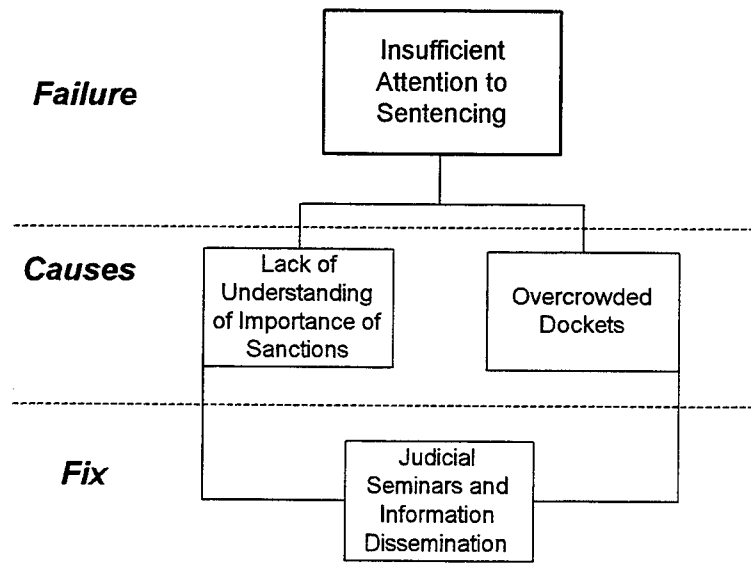 Failure
Insufficient
Attention to
Sentencing
Causes
Lack of
Understanding
of Importance of
Sanctions
Overcrowded
Dockets
Fix
Judicial
Seminars and
Information
Dissemination